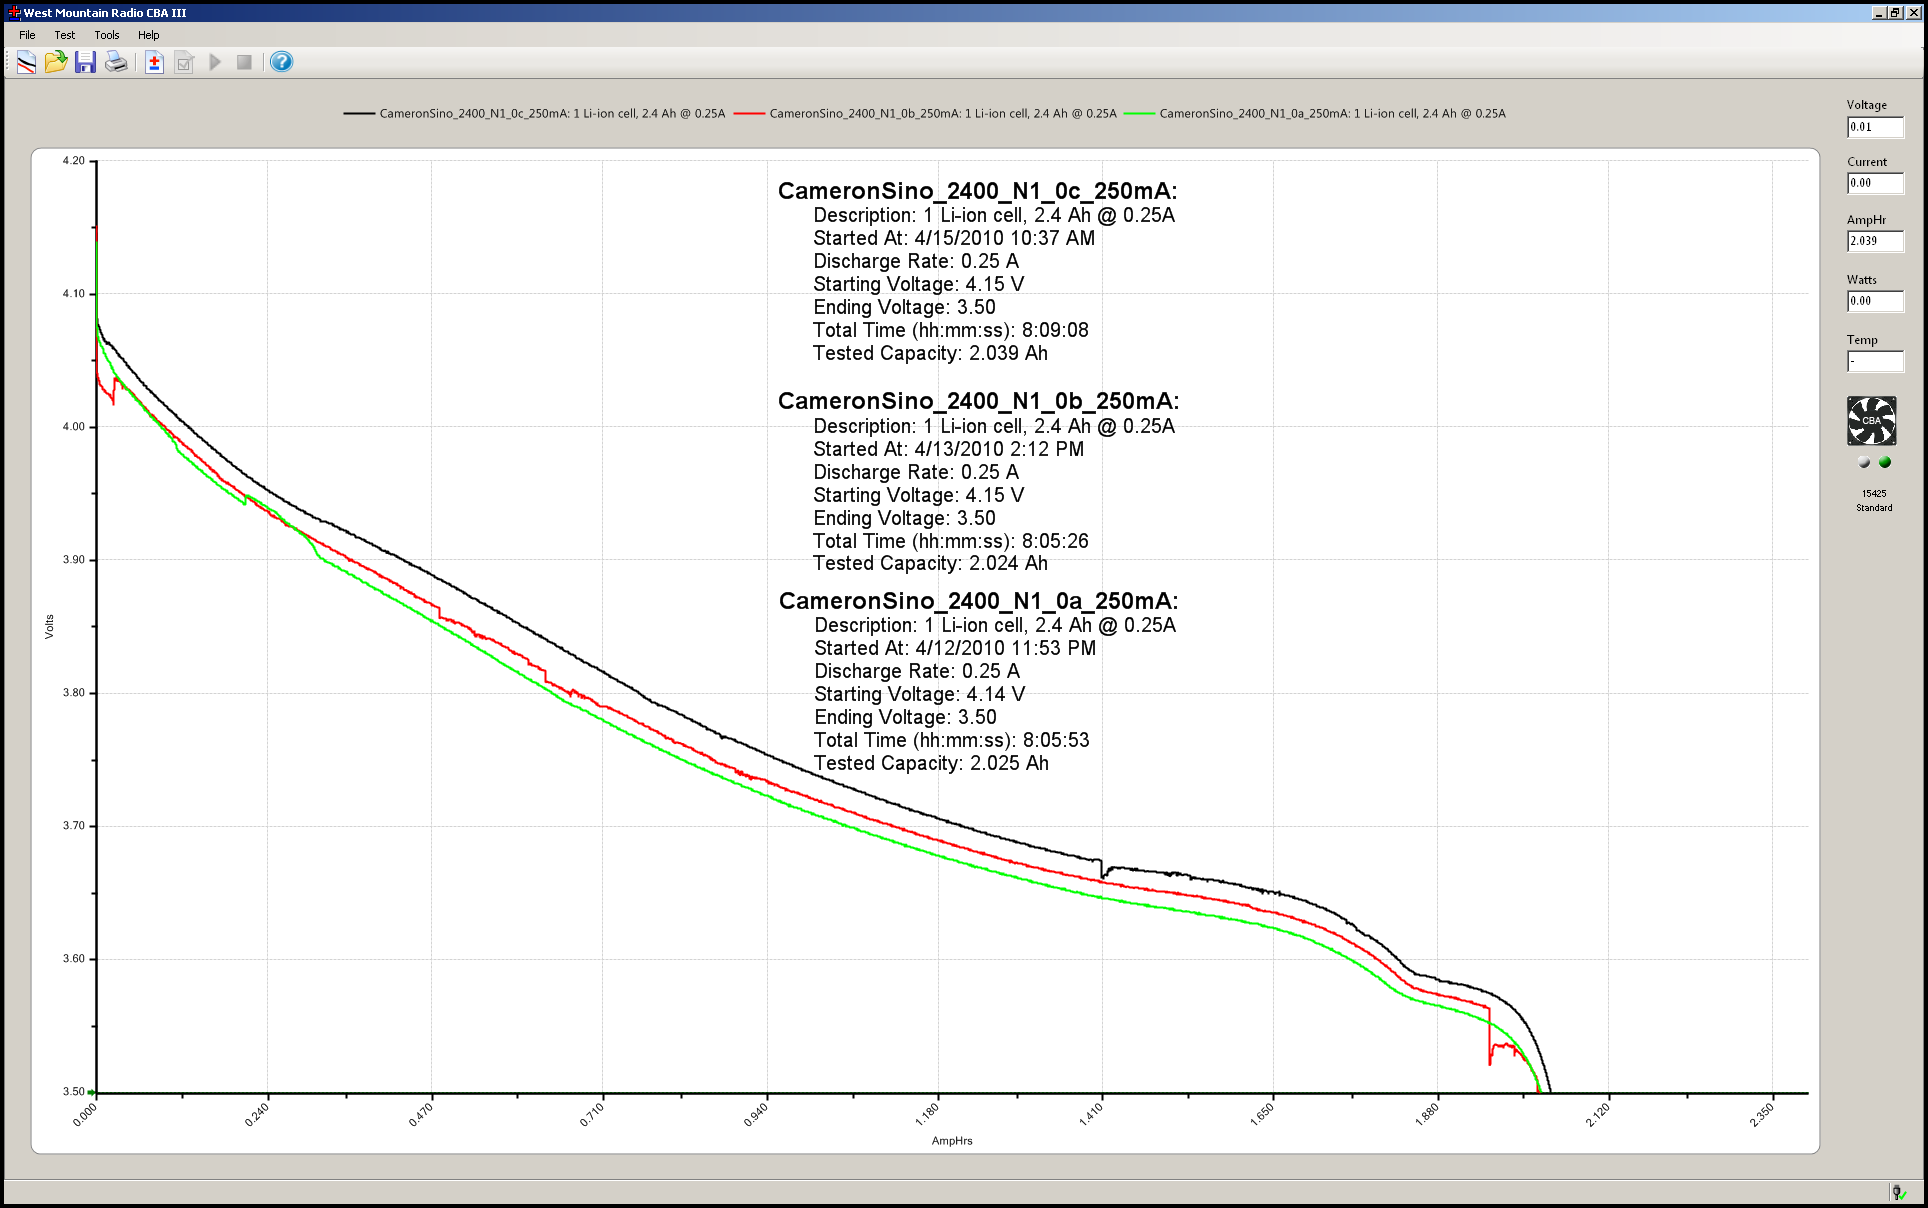 West Mountain Radio CBA III
File Test Tools Help
CameronSino_2400_N1_0c_250mA: 1 Li-ion cell, 2.4 Ah @ 0.25A CameronSino_2400_N1_0b_250mA: 1 Li-ion cell, 2.4 Ah @ 0.25A CameronSino_2400_N1_0a_250mA: 1 Li-ion cell, 2.4 Ah @ 0.25A
4.20
4.10
4.00
3.90
3.80
3.70
3.60
3.50
Volts
CameronSino_2400_N1_0c_250mA:
Description: 1 Li-ion cell, 2.4 Ah @ 0.25A
Started At: 4/15/2010 10:37 AM
Discharge Rate: 0.25 A
Starting Voltage: 4.15 V
Ending Voltage: 3.50
Total Time (hh:mm:ss): 8:09:08
Tested Capacity: 2.039 Ah
CameronSino_2400_N1_0b_250mA:
Description: 1 Li-ion cell, 2.4 Ah @ 0.25A
Started At: 4/13/2010 2:12 PM
Discharge Rate: 0.25 A
Starting Voltage: 4.15 V
Ending Voltage: 3.50
Total Time (hh:mm:ss): 8:05:26
Tested Capacity: 2.024 Ah
CameronSino_2400_N1_0a_250mA:
Description: 1 Li-ion cell, 2.4 Ah @ 0.25A
Started At: 4/12/2010 11:53 PM
Discharge Rate: 0.25 A
Starting Voltage: 4.14 V
Ending Voltage: 3.50
Total Time (hh:mm:ss): 8:05:53
Tested Capacity: 2.025 Ah
0.000 0.240 0.470 0.710 0.940 1.180 1.410 1.650 1.880 2.120 2.350
AmpHrs
Voltage
0.01
Current
0.00
AmpHr
2.039
Watts
0.00
Temp
-
CBA
15425
Standard